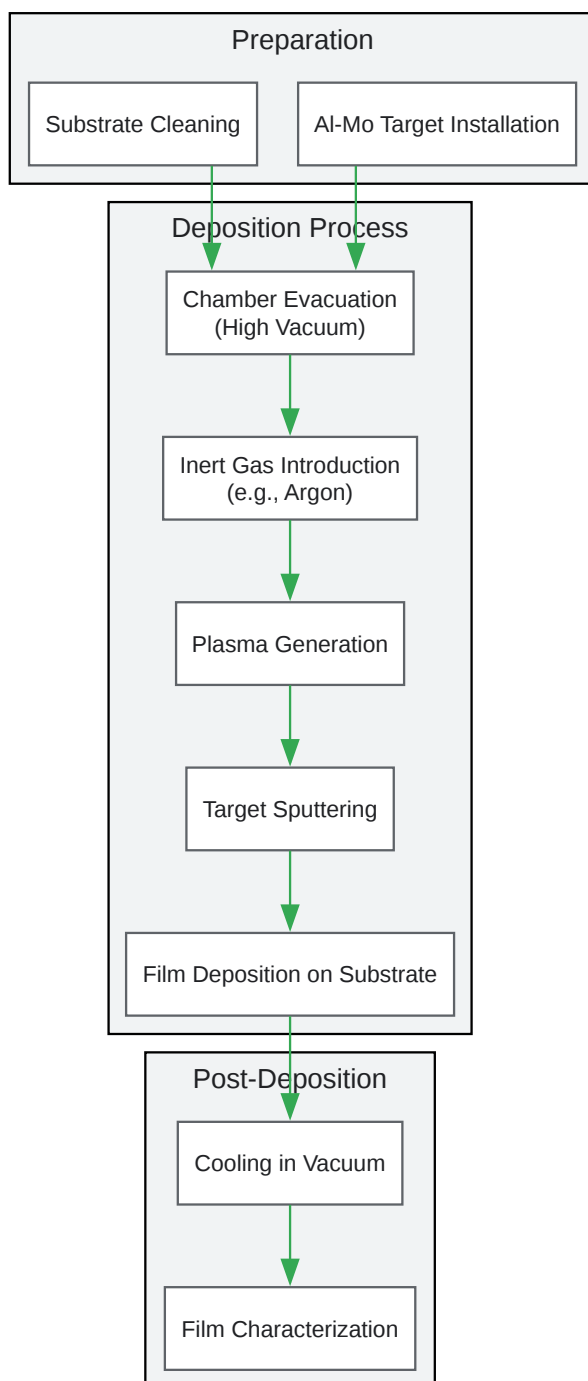 Preparation
Substrate Cleaning
Al-Mo Target Installation
Deposition Process
Chamber Evacuation
(High Vacuum)
Inert Gas Introduction
(e.g., Argon)
Plasma Generation
Target Sputtering
Film Deposition on Substrate
Post-Deposition
Cooling in Vacuum
Film Characterization